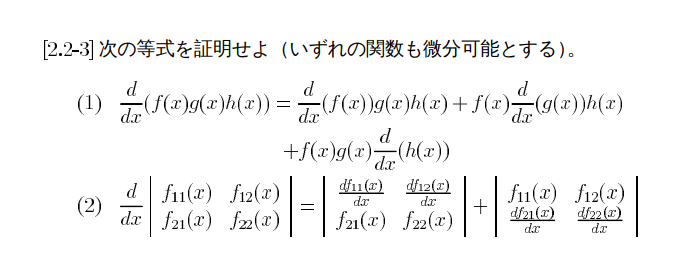 [2.2-3] 次の等式を証明せよ（いずれの関数も微分可能とする）。
(1) \frac{d}{dx}(f(x)g(x)h(x)) = \frac{d}{dx}(f(x))g(x)h(x) + f(x)\frac{d}{dx}(g(x))h(x)
+f(x)g(x)\frac{d}{dx}(h(x))
(2) \frac{d}{dx}\begin{vmatrix} f_{11}(x) & f_{12}(x) \\ f_{21}(x) & f_{22}(x) \end{vmatrix} = \begin{vmatrix} \frac{df_{11}(x)}{dx} & \frac{df_{12}(x)}{dx} \\ f_{21}(x) & f_{22}(x) \end{vmatrix} + \begin{vmatrix} f_{11}(x) & f_{12}(x) \\ \frac{df_{21}(x)}{dx} & \frac{df_{22}(x)}{dx} \end{vmatrix}